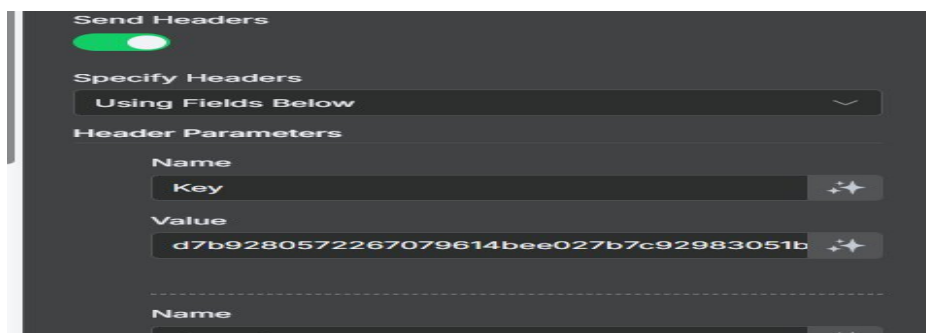 Send Headers
Specify Headers
Using Fields Below
Header Parameters
Name
Key
Value
d7b9280572267079614bee027b7c92983051b
Name